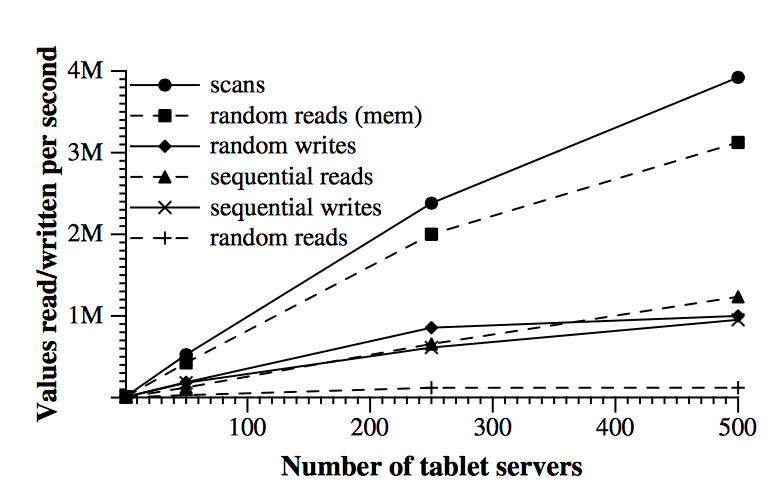 Values read/written per second
4M
3M
2M
1M
scans
random reads (mem)
random writes
sequential reads
sequential writes
random reads
100 200 300 400 500
Number of tablet servers